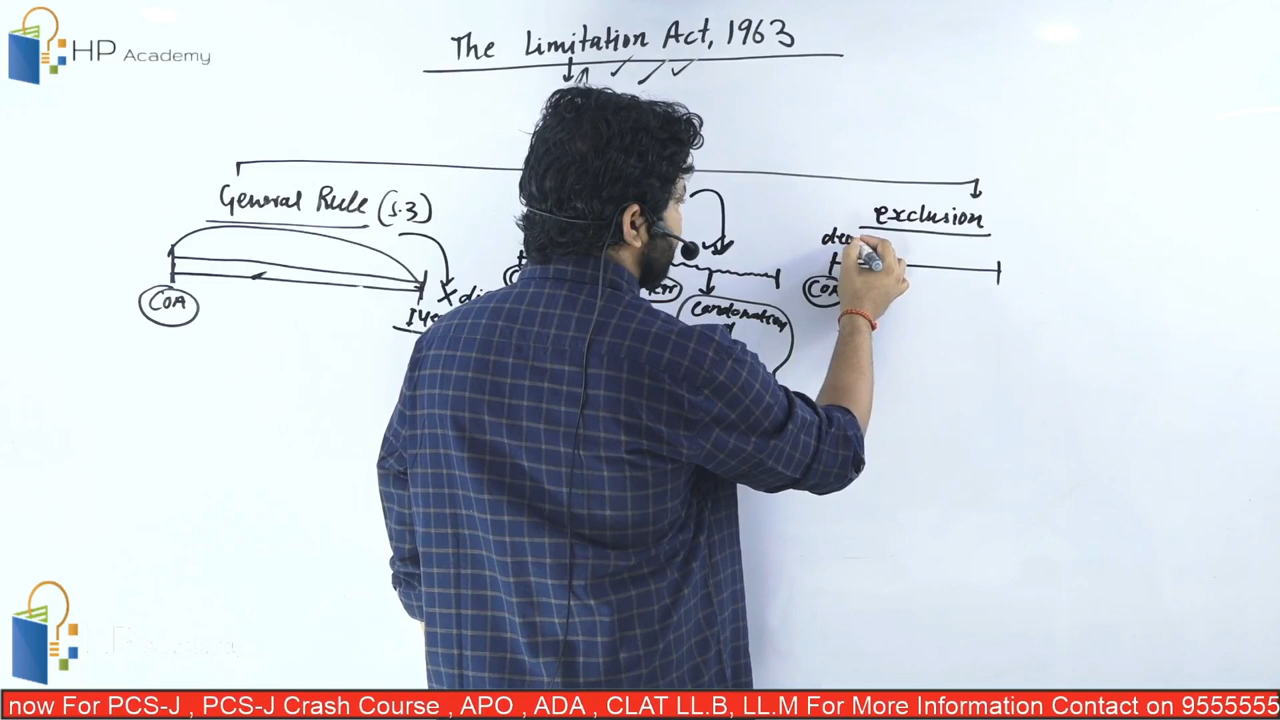 HP Academy
The Limitation Act, 1963
General Rule (S.3)
exclusion
COA
COA
condonation
now For PCS-J , PCS-J Crash Course , APO , ADA , CLAT LL.B, LL.M For More Information Contact on 9555555